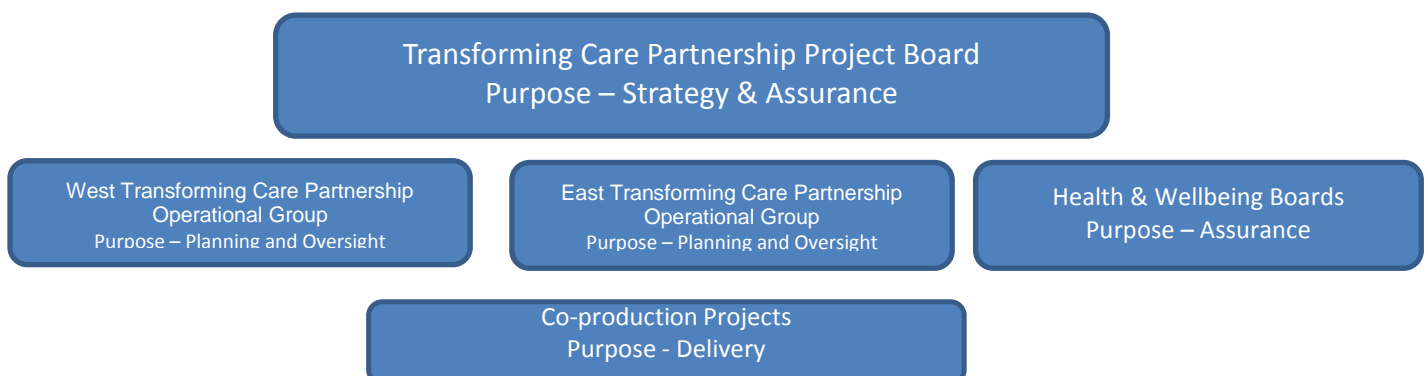 Transforming Care Partnership Project Board
Purpose – Strategy & Assurance
West Transforming Care Partnership
Operational Group
Purpose – Planning and Oversight
East Transforming Care Partnership
Operational Group
Purpose – Planning and Oversight
Health & Wellbeing Boards
Purpose – Assurance
Co-production Projects
Purpose - Delivery